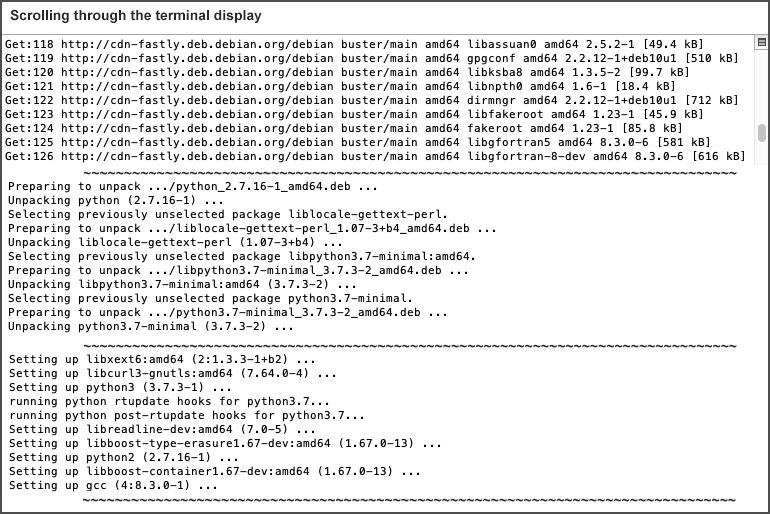 Scrolling through the terminal display
Get:118 http://cdn-fastly.deb.debian.org/debian buster/main amd64 libassuan0 amd64 2.5.2-1 [49.4 kB]
Get:119 http://cdn-fastly.deb.debian.org/debian buster/main amd64 gpgconf amd64 2.2.12-1+deb10u1 [510 kB]
Get:120 http://cdn-fastly.deb.debian.org/debian buster/main amd64 libksba8 amd64 1.3.5-2 [99.7 kB]
Get:121 http://cdn-fastly.deb.debian.org/debian buster/main amd64 libnpth0 amd64 1.6-1 [18.4 kB]
Get:122 http://cdn-fastly.deb.debian.org/debian buster/main amd64 dirmngr amd64 2.2.12-1+deb10u1 [712 kB]
Get:123 http://cdn-fastly.deb.debian.org/debian buster/main amd64 libfakeroot amd64 1.23-1 [45.9 kB]
Get:124 http://cdn-fastly.deb.debian.org/debian buster/main amd64 fakeroot amd64 1.23-1 [85.8 kB]
Get:125 http://cdn-fastly.deb.debian.org/debian buster/main amd64 libgfortran5 amd64 8.3.0-6 [581 kB]
Get:126 http://cdn-fastly.deb.debian.org/debian buster/main amd64 libgfortran-8-dev amd64 8.3.0-6 [616 kB]
~~~~~~~~~~~~~~~~~~~~~~~~~~~~~~~~~~~~~~~~~~~~~~~~~~~~~~~~~~~~~~~~~~~~~~~~~~~~~~~~~~~~~~~~~~~~~
Preparing to unpack .../python_2.7.16-1_amd64.deb ...
Unpacking python (2.7.16-1) ...
Selecting previously unselected package liblocale-gettext-perl.
Preparing to unpack .../liblocale-gettext-perl_1.07-3+b4_amd64.deb ...
Unpacking liblocale-gettext-perl (1.07-3+b4) ...
Selecting previously unselected package libpython3.7-minimal:amd64.
Preparing to unpack .../libpython3.7-minimal_3.7.3-2_amd64.deb ...
Unpacking libpython3.7-minimal:amd64 (3.7.3-2) ...
Selecting previously unselected package python3.7-minimal.
Preparing to unpack .../python3.7-minimal_3.7.3-2_amd64.deb ...
Unpacking python3.7-minimal (3.7.3-2) ...
~~~~~~~~~~~~~~~~~~~~~~~~~~~~~~~~~~~~~~~~~~~~~~~~~~~~~~~~~~~~~~~~~~~~~~~~~~~~~~~~~~~~~~~~~~~~~
Setting up libxext6:amd64 (2:1.3.3-1+b2) ...
Setting up libcurl3-gnutls:amd64 (7.64.0-4) ...
Setting up python3 (3.7.3-1) ...
running python rtupdate hooks for python3.7...
running python post-rtupdate hooks for python3.7...
Setting up libreadline-dev:amd64 (7.0-5) ...
Setting up libboost-type-erasure1.67-dev:amd64 (1.67.0-13) ...
Setting up python2 (2.7.16-1) ...
Setting up libboost-container1.67-dev:amd64 (1.67.0-13) ...
Setting up gcc (4:8.3.0-1) ...
~~~~~~~~~~~~~~~~~~~~~~~~~~~~~~~~~~~~~~~~~~~~~~~~~~~~~~~~~~~~~~~~~~~~~~~~~~~~~~~~~~~~~~~~~~~~~